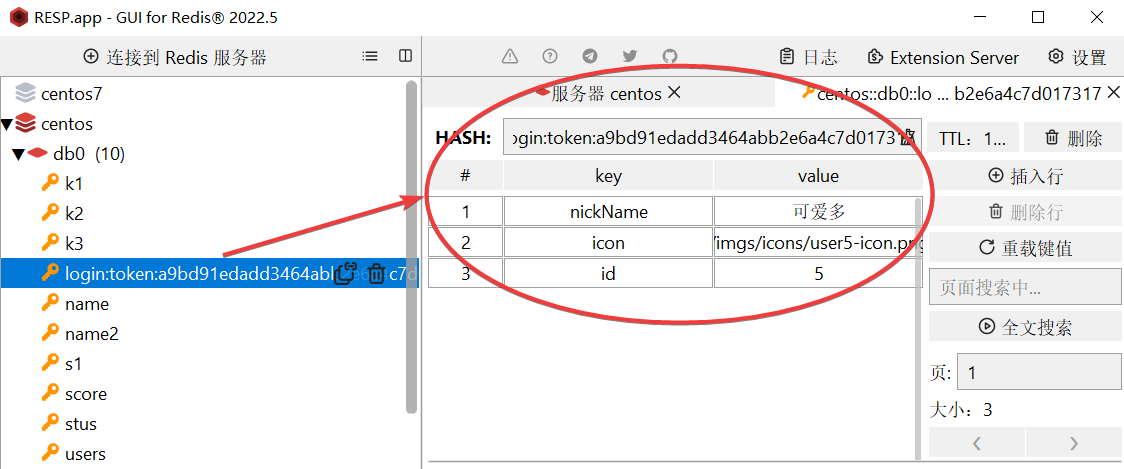 RESP.app - GUI for Redis® 2022.5
连接到 Redis 服务器
日志
Extension Server
设置
centos7
centos
db0 (10)
k1
k2
k3
login:token:a9bd91edadd3464abb
c7d
name
name2
s1
score
stus
users
服务器 centos
centos::db0::lo ... b2e6a4c7d017317
HASH:
ogin:token:a9bd91edadd3464abb2e6a4c7d01731
TTL: 1...
删除
# key value
1 nickName 可爱多
2 icon /imgs/icons/user5-icon.png
3 id 5
插入行
删除行
重载键值
页面搜索中...
全文搜索
页: 1
大小: 3